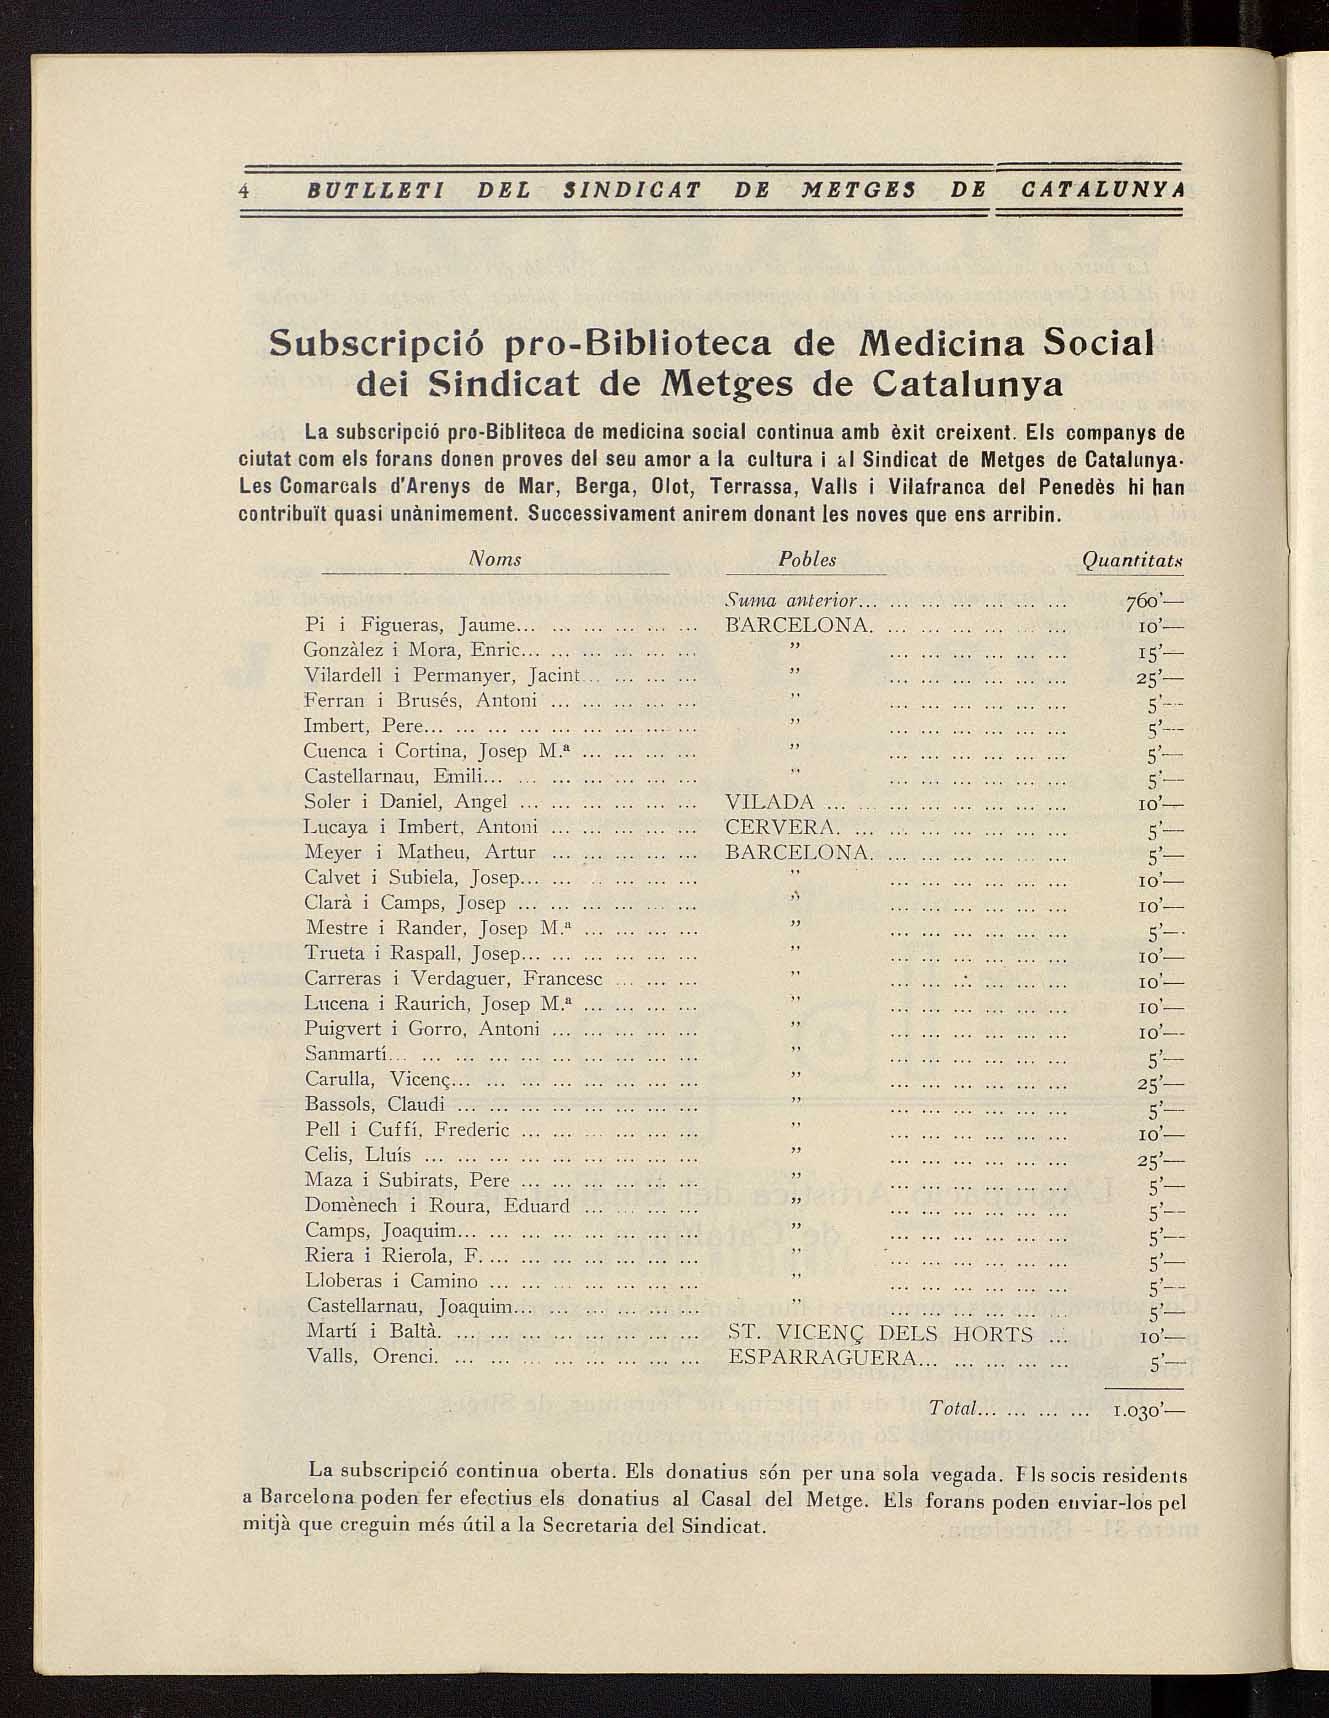 4 BUTLLETI DEL SINDICAT DE METGES DE CATALUNYA
Subscripció pro-Biblioteca de Medicina Social
dei Sindicat de Metges de Catalunya
La subscripció pro-Bibliteca de medicina social continua amb èxit creixent. Els companys de
ciutat com els forans donen proves del seu amor a la cultura i al Sindicat de Metges de Catalunya.
Les Comarcals d'Arenys de Mar, Berga, Olot, Terrassa, Valls i Vilafranca del Penedès hi han
contribuït quasi unànimement. Successivament anirem donant les noves que ens arribin.
Noms Pobles Quantitats
Suma anterior... ... ... ... ... ... ... 760'—
Pi i Figueras, Jaume... ... ... ... ... ... BARCELONA. ... ... ... ... ... ... 10'—
Gonzàlez i Mora, Enric... ... ... ... ... ... " ... ... ... ... ... ... 15'—
Vilardell i Permanyer, Jacint... ... ... ... " ... ... ... ... ... ... 25'—
Ferran i Brusés, Antoni ... ... ... ... ... " ... ... ... ... ... ... 5'—
Imbert, Pere... ... ... ... ... ... ... ... ... " ... ... ... ... ... ... 5'—
Cuenca i Cortina, Josep M.ª ... ... ... ... " ... ... ... ... ... ... 5'—
Castellarnau, Emili... ... ... ... ... ... ... " ... ... ... ... ... ... 5'—
Soler i Daniel, Angel ... ... ... ... ... ... VILADA ... ... ... ... ... ... ... ... 10'—
Lucaya i Imbert, Antoni ... ... ... ... ... CERVERA. ... ... ... ... ... ... ... 5'—
Meyer i Matheu, Artur ... ... ... ... ... ... BARCELONA. ... ... ... ... ... ... 5'—
Calvet i Subiela, Josep... ... ... ... ... ... " ... ... ... ... ... ... 10'—
Clarà i Camps, Josep ... ... ... ... ... ... " ... ... ... ... ... ... 10'—
Mestre i Rander, Josep M.ª ... ... ... ... " ... ... ... ... ... ... 5'—
Trueta i Raspall, Josep... ... ... ... ... ... " ... ... ... ... ... ... 10'—
Carreras i Verdaguer, Francesc ... ... ... " ... ... ... ... ... ... 10'—
Lucena i Raurich, Josep M.ª ... ... ... ... " ... ... ... ... ... ... 10'—
Puigvert i Gorro, Antoni ... ... ... ... ... " ... ... ... ... ... ... 10'—
Sanmartí... ... ... ... ... ... ... ... ... ... " ... ... ... ... ... ... 5'—
Carulla, Vicenç... ... ... ... ... ... ... ... " ... ... ... ... ... ... 25'—
Bassols, Claudi ... ... ... ... ... ... ... ... " ... ... ... ... ... ... 5'—
Pell i Cuffí, Frederic ... ... ... ... ... ... " ... ... ... ... ... ... 10'—
Celis, Lluís ... ... ... ... ... ... ... ... ... " ... ... ... ... ... ... 25'—
Maza i Subirats, Pere ... ... ... ... ... ... " ... ... ... ... ... ... 5'—
Domènech i Roura, Eduard ... ... ... ... " ... ... ... ... ... ... 5'—
Camps, Joaquim... ... ... ... ... ... ... ... " ... ... ... ... ... ... 5'—
Riera i Rierola, F. ... ... ... ... ... ... ... " ... ... ... ... ... ... 5'—
Lloberas i Camino ... ... ... ... ... ... ... " ... ... ... ... ... ... 5'—
Castellarnau, Joaquim... ... ... ... ... ... " ... ... ... ... ... ... 5'—
Martí i Baltà. ... ... ... ... ... ... ... ... ST. VICENÇ DELS HORTS ... 10'—
Valls, Orenci. ... ... ... ... ... ... ... ... ESPARRAGUERA... ... ... ... ... 5'—
Total... ... ... ... 1.030'—
La subscripció continua oberta. Els donatius són per una sola vegada. Els socis residents
a Barcelona poden fer efectius els donatius al Casal del Metge. Els forans poden enviar-los pel
mitjà que creguin més útil a la Secretaria del Sindicat.